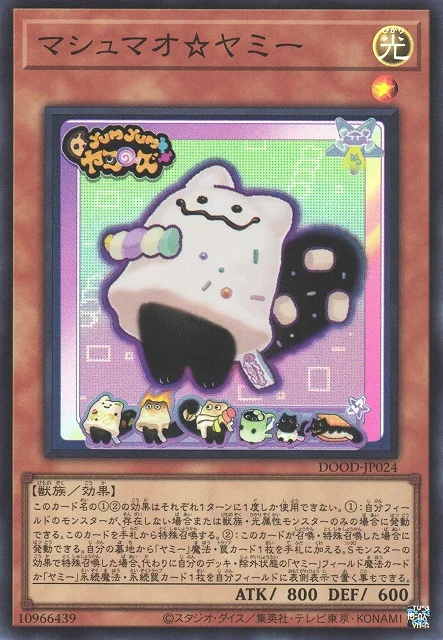 マシュマオ☆ヤミー
光
yum yum
DOOD-JP024
【獣族／効果】
このカード名の①②の効果はそれぞれ1ターンに1度しか使用できない。①：自分フィ
ールドのモンスターが、存在しない場合または獣族・光属性モンスターのみの場合に発動
できる。このカードを手札から特殊召喚する。②：このカードが召喚・特殊召喚した場合に
発動できる。自分の墓地から「ヤミー」魔法・罠カード1枚を手札に加える。Sモンスターの
効果で特殊召喚した場合、代わりに自分のデッキ・除外状態の「ヤミー」フィールド魔法カード
か「ヤミー」永続魔法・永続罠カード1枚を自分フィールドに表側表示で置く事もできる。
ATK/ 800 DEF/ 600
10966439
©スタジオ・ダイス/集英社・テレビ東京・KONAMI